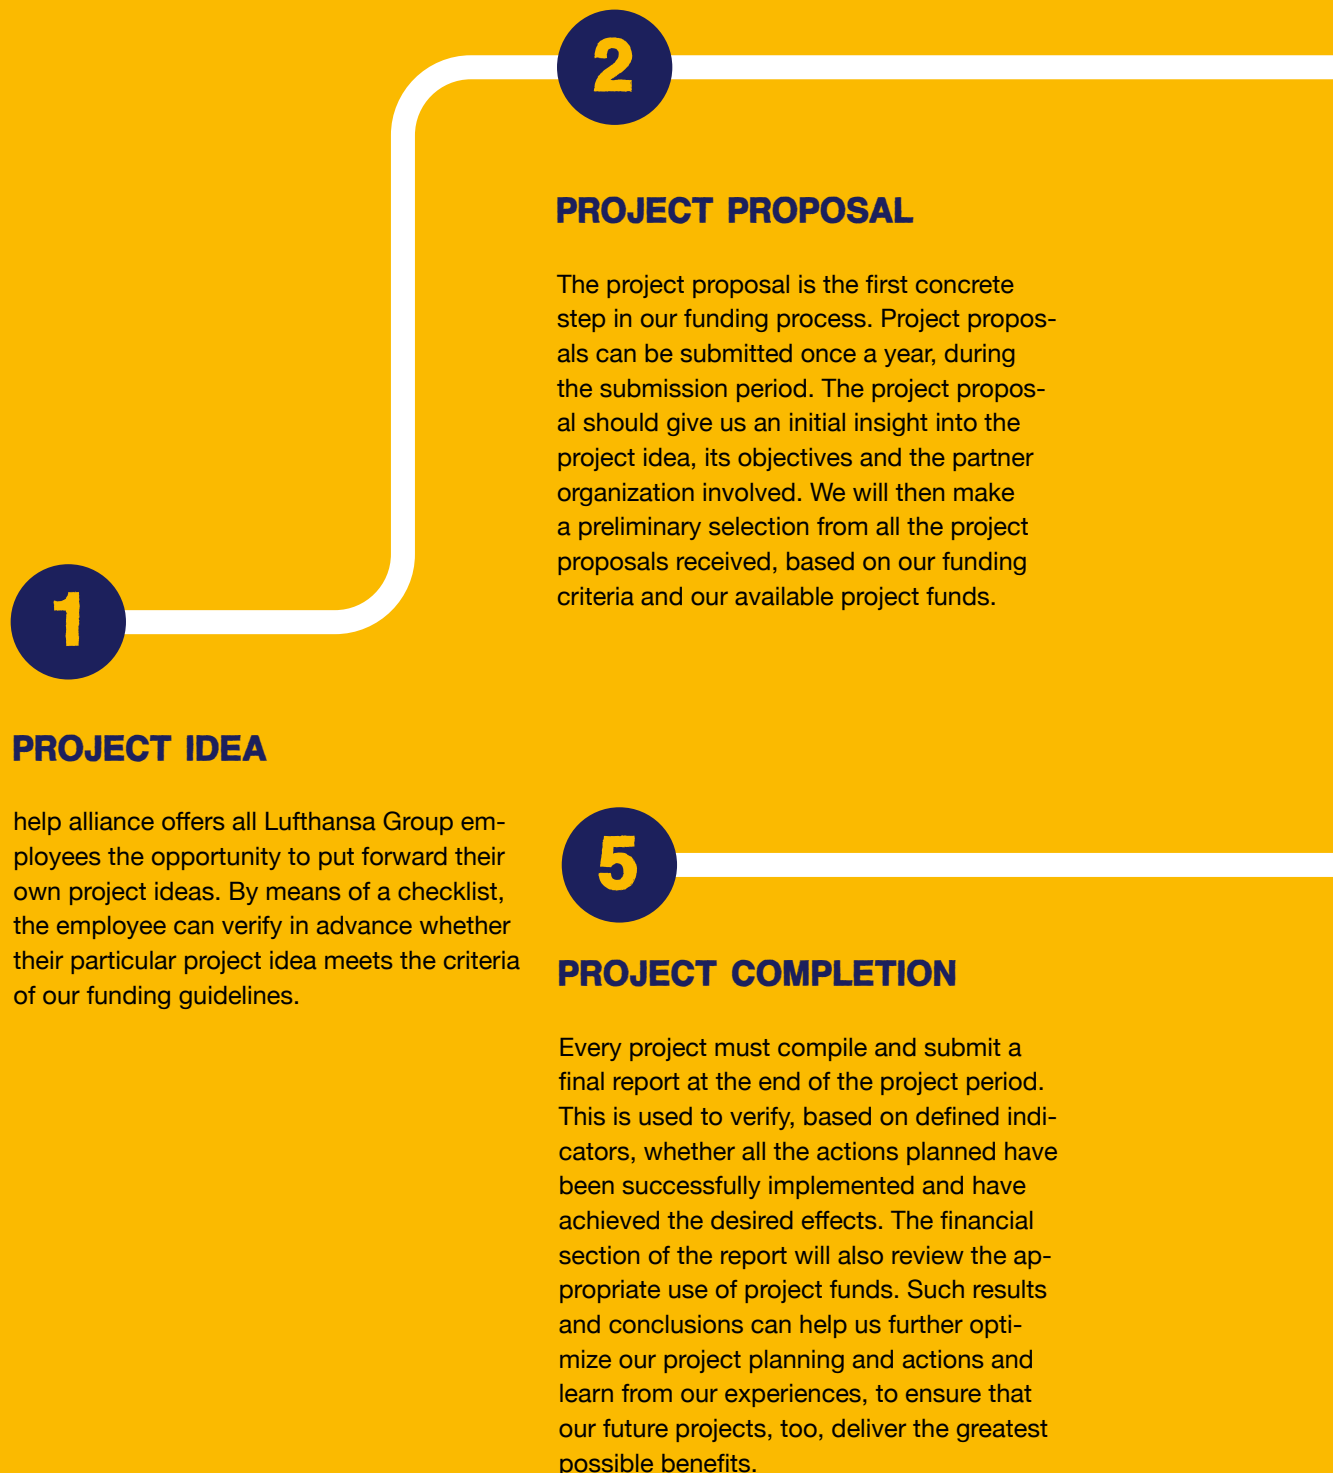 1
PROJECT IDEA
help alliance offers all Lufthansa Group em-
ployees the opportunity to put forward their
own project ideas. By means of a checklist,
the employee can verify in advance whether
their particular project idea meets the criteria
of our funding guidelines.
2
PROJECT PROPOSAL
The project proposal is the first concrete
step in our funding process. Project propos-
als can be submitted once a year, during
the submission period. The project propos-
al should give us an initial insight into the
project idea, its objectives and the partner
organization involved. We will then make
a preliminary selection from all the project
proposals received, based on our funding
criteria and our available project funds.
5
PROJECT COMPLETION
Every project must compile and submit a
final report at the end of the project period.
This is used to verify, based on defined indi-
cators, whether all the actions planned have
been successfully implemented and have
achieved the desired effects. The financial
section of the report will also review the ap-
propriate use of project funds. Such results
and conclusions can help us further opti-
mize our project planning and actions and
learn from our experiences, to ensure that
our future projects, too, deliver the greatest
possible benefits.